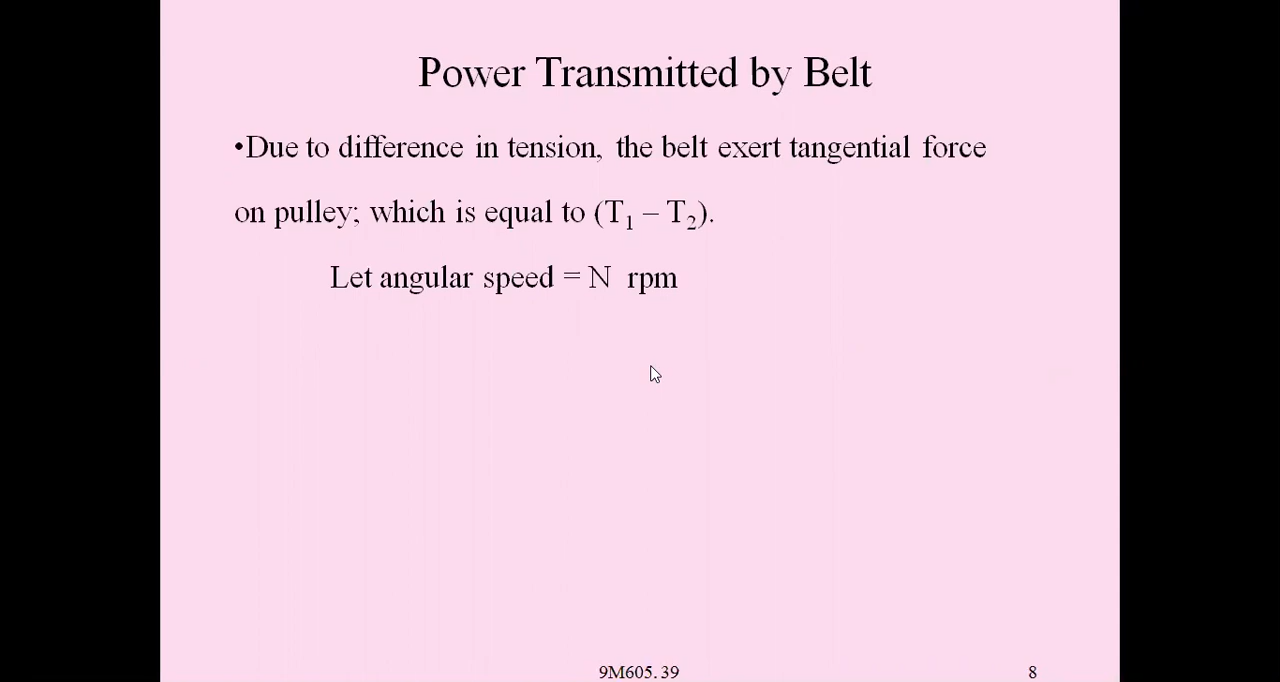 Power Transmitted by Belt
•Due to difference in tension, the belt exert tangential force
on pulley; which is equal to (T₁ – T₂).
Let angular speed = N rpm
9M605.39
8